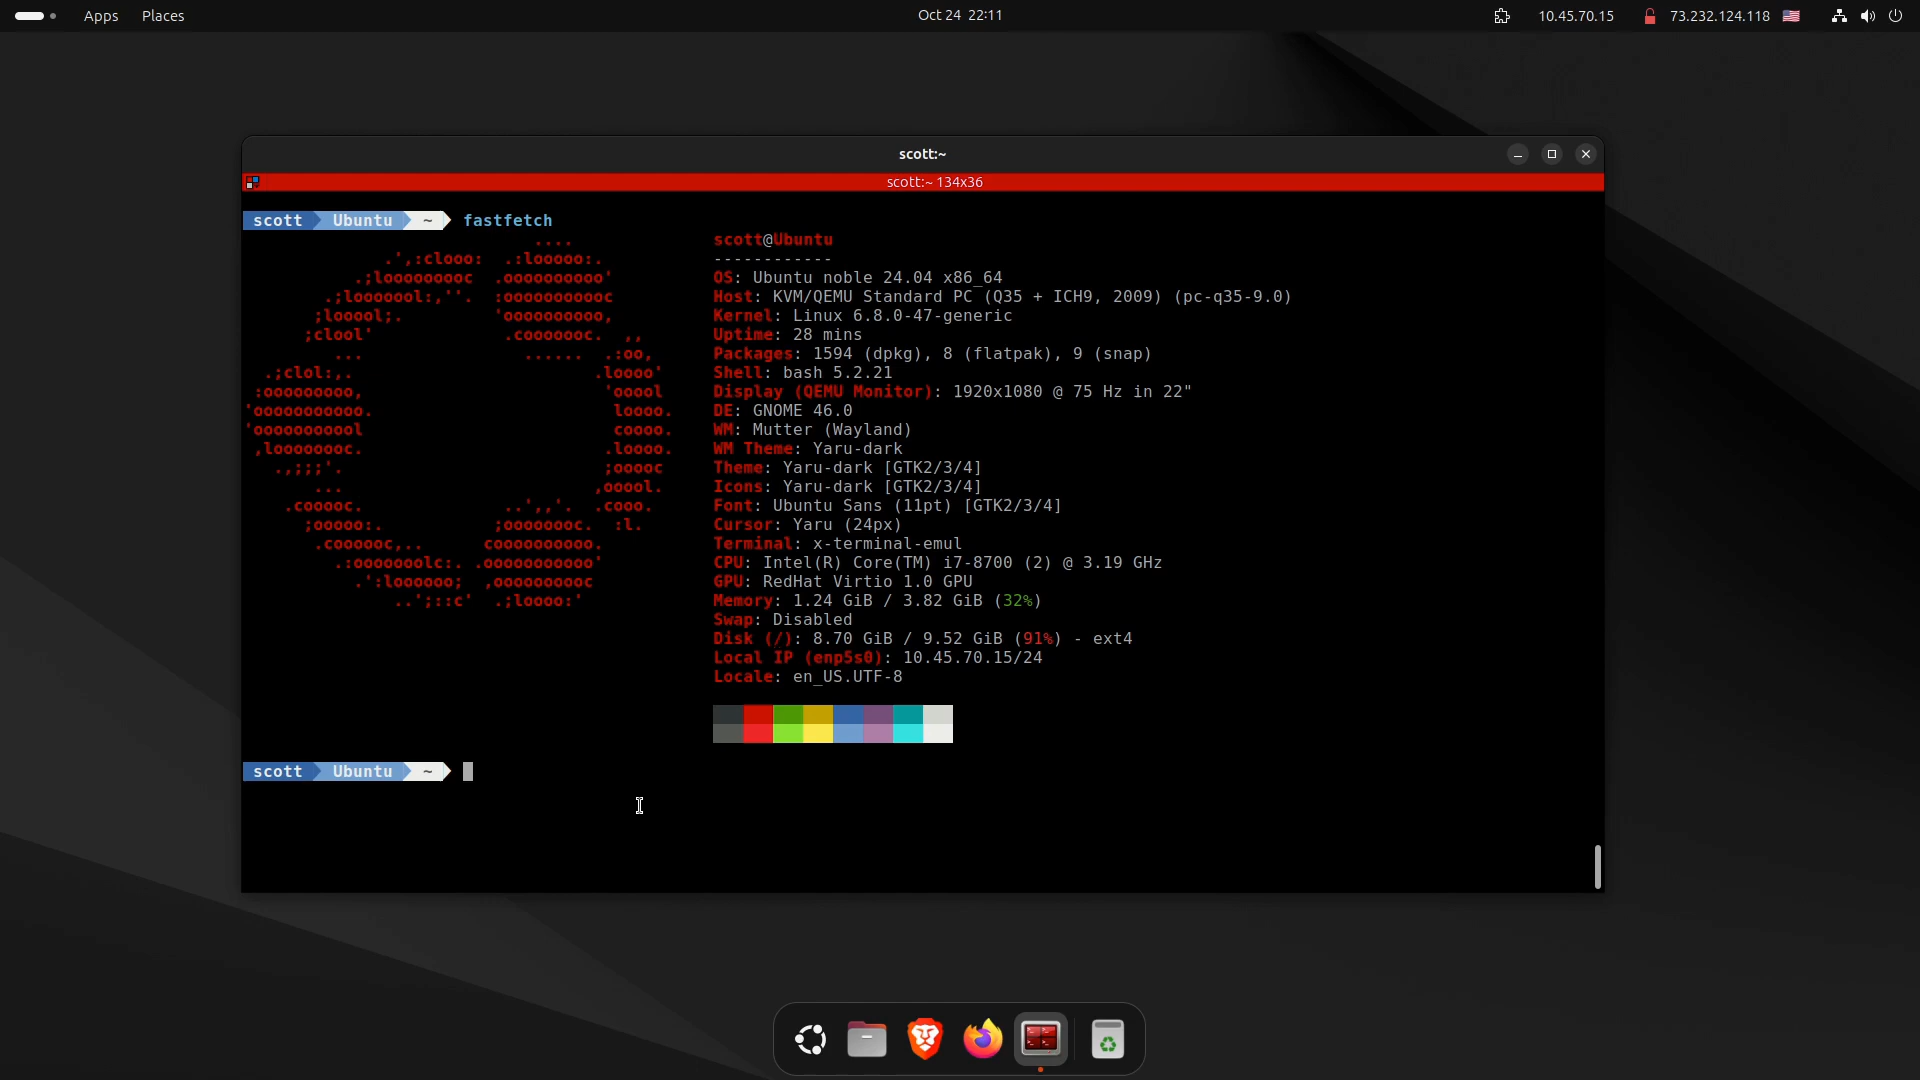 Apps Places Oct 24 22:11 10.45.70.15 73.232.124.118
scott:~
scott:~ 134x36
scott Ubuntu ~ fastfetch
scott@Ubuntu
------------
OS: Ubuntu noble 24.04 x86_64
Host: KVM/QEMU Standard PC (Q35 + ICH9, 2009) (pc-q35-9.0)
Kernel: Linux 6.8.0-47-generic
Uptime: 28 mins
Packages: 1594 (dpkg), 8 (flatpak), 9 (snap)
Shell: bash 5.2.21
Display (QEMU Monitor): 1920x1080 @ 75 Hz in 22"
DE: GNOME 46.0
WM: Mutter (Wayland)
WM Theme: Yaru-dark
Theme: Yaru-dark [GTK2/3/4]
Icons: Yaru-dark [GTK2/3/4]
Font: Ubuntu Sans (11pt) [GTK2/3/4]
Cursor: Yaru (24px)
Terminal: x-terminal-emul
CPU: Intel(R) Core(TM) i7-8700 (2) @ 3.19 GHz
GPU: RedHat Virtio 1.0 GPU
Memory: 1.24 GiB / 3.82 GiB (32%)
Swap: Disabled
Disk (/): 8.70 GiB / 9.52 GiB (91%) - ext4
Local IP (enp5s0): 10.45.70.15/24
Locale: en_US.UTF-8
scott Ubuntu ~